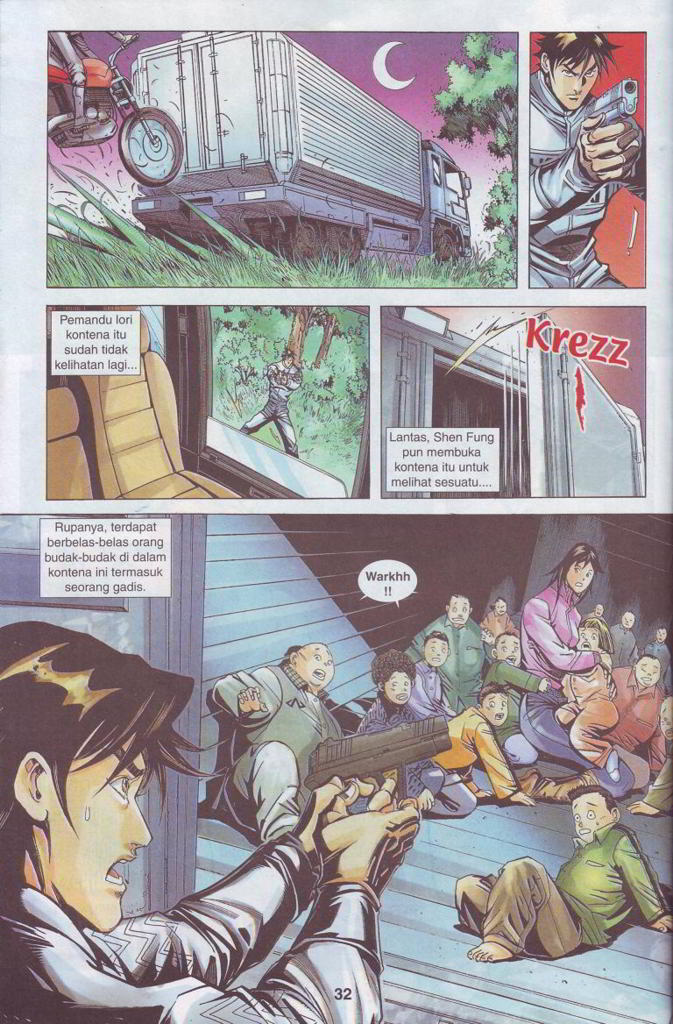 Pemandu lori
kontena itu
sudah tidak
kelihatan lagi...
Krezz
Lantas, Shen Fung
pun membuka
kontena itu untuk
melihat sesuatu....
Rupanya, terdapat
berbelas-belas orang
budak-budak di dalam
kontena ini termasuk
seorang gadis.
Warkhh
!!
32